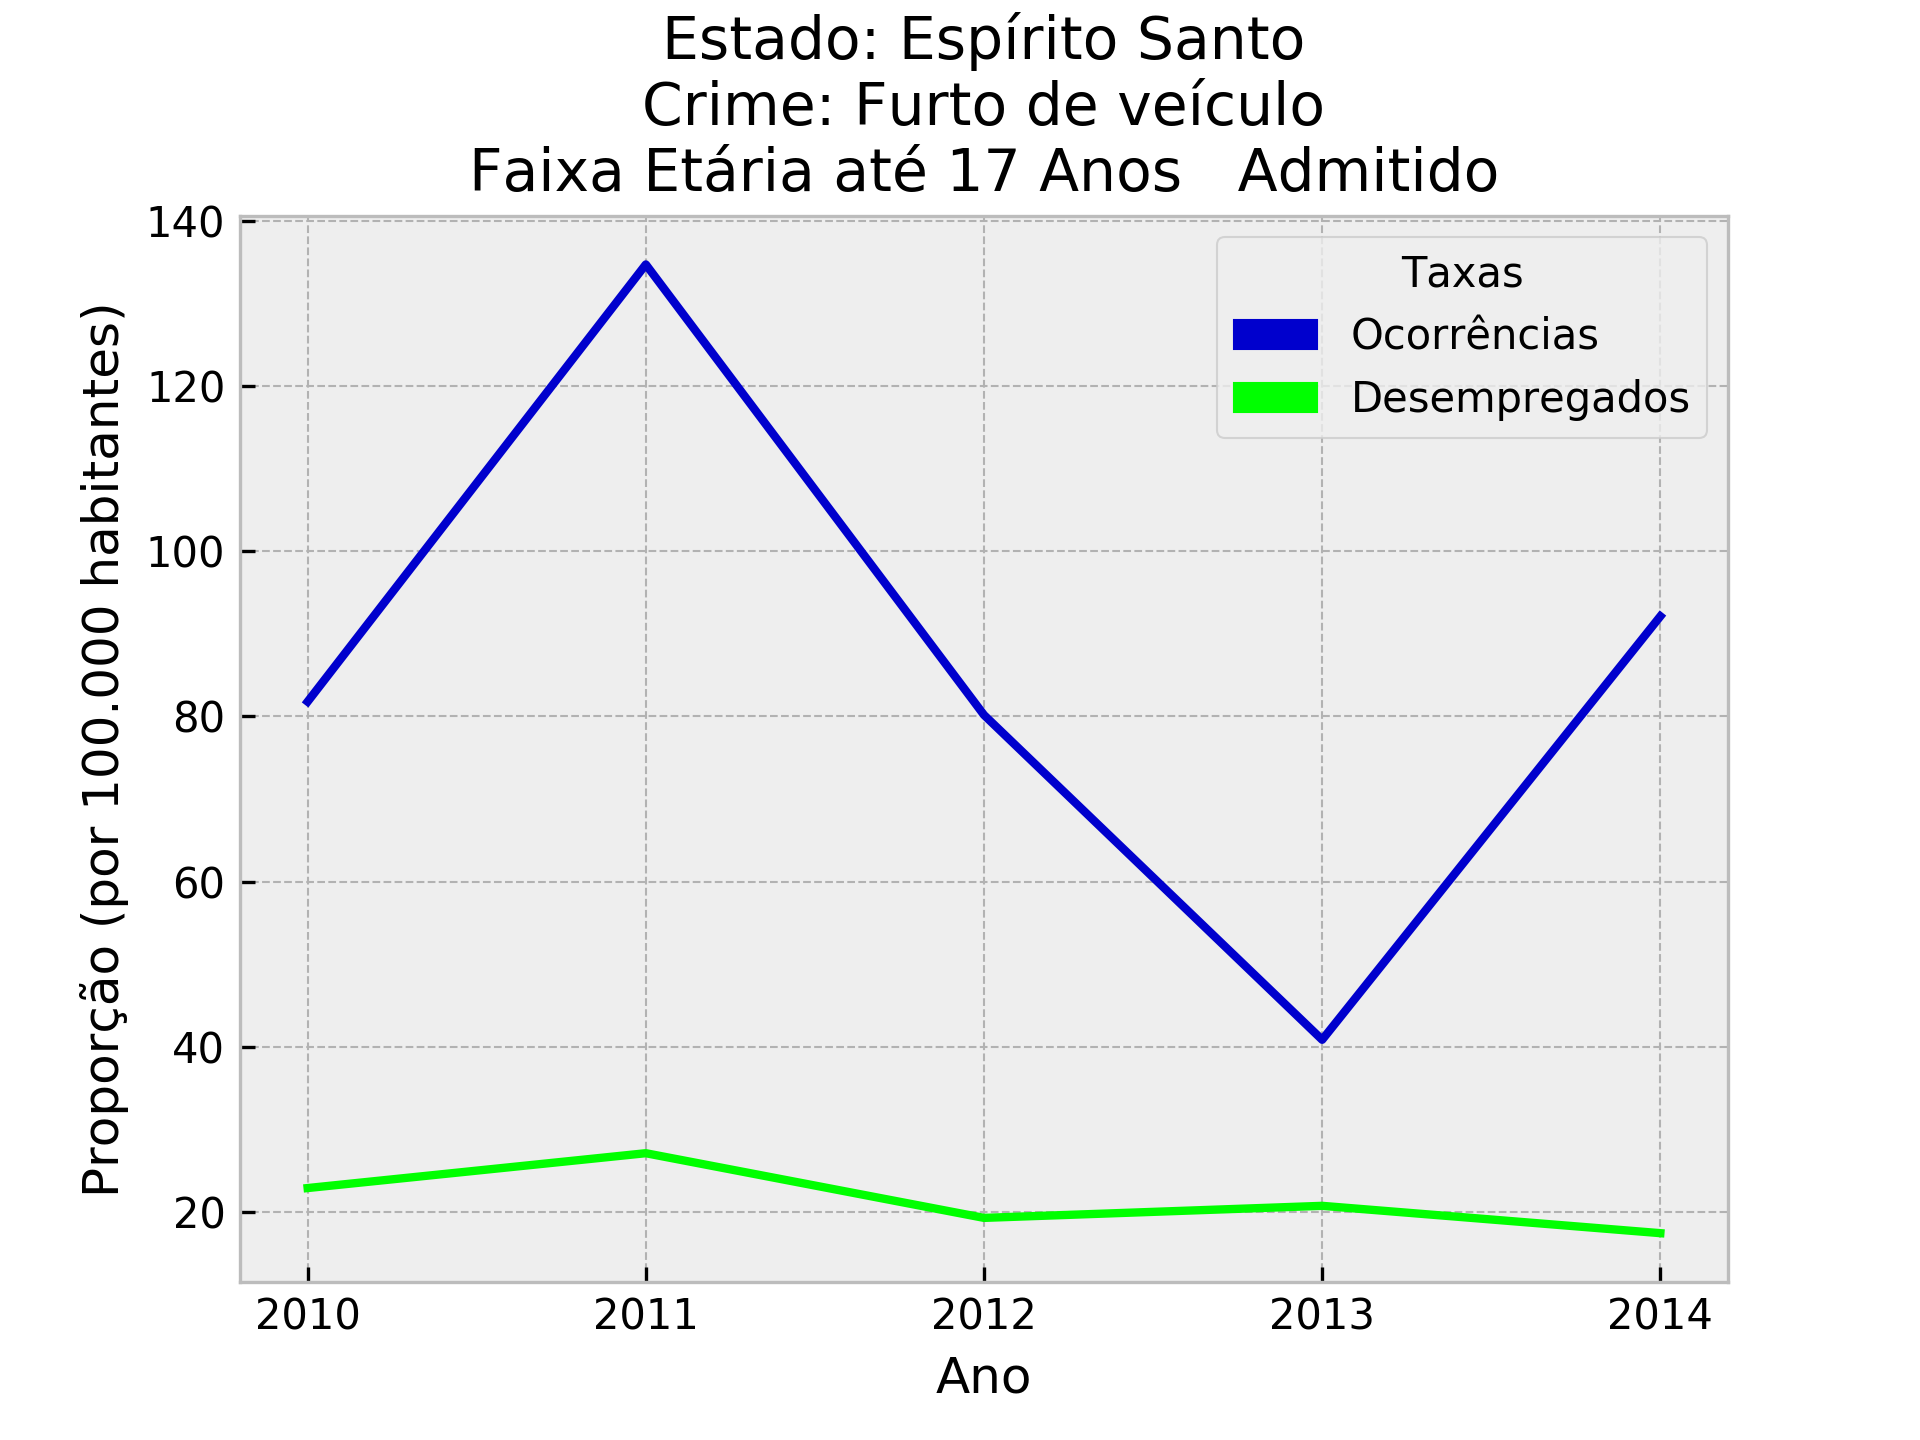 Estado: Espírito Santo
Crime: Furto de veículo
Faixa Etária até 17 Anos   Admitido
Proporção (por 100.000 habitantes)
140
120
100
80
60
40
20
Taxas
Ocorrências
Desempregados
2010 2011 2012 2013 2014
Ano